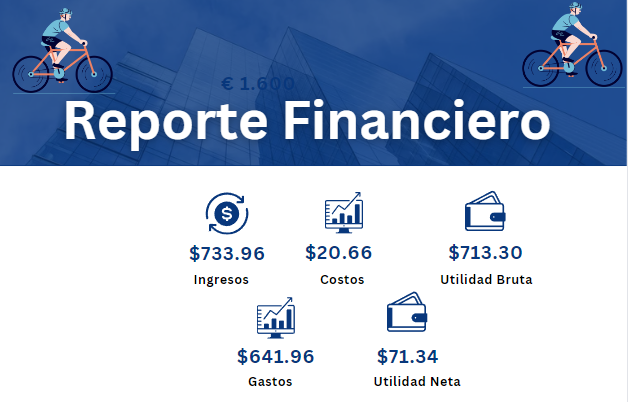 € 1.600
Reporte Financiero
$733.96 $20.66 $713.30
Ingresos Costos Utilidad Bruta
$641.96 $71.34
Gastos Utilidad Neta